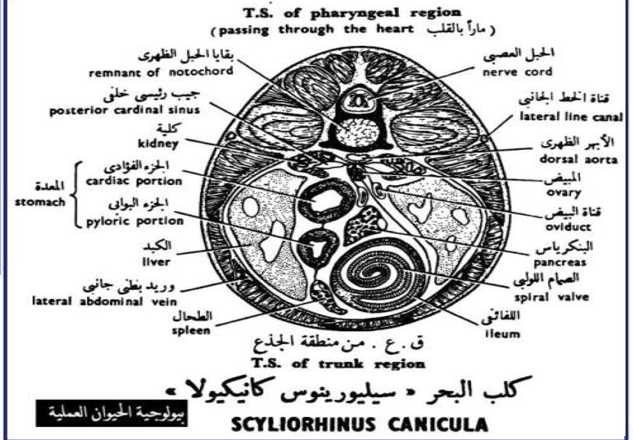 T.S. of pharyngeal region
(passing through the heart ماراً بالقلب)
بقايا الحبل الظهرى
remnant of notochord
جيب رئيسى خلفى
posterior cardinal sinus
كلية
kidney
الجزء الفؤادى
cardiac portion
المعدة
stomach
الجزء البوابى
pyloric portion
الكبد
liver
وريد بطنى جانبى
lateral abdominal vein
الطحال
spleen
الحبل العصبى
nerve cord
قناة الخط الجانبى
lateral line canal
الأبهر الظهرى
dorsal aorta
المبيض
ovary
قناة البيض
oviduct
البنكرياس
pancreas
الصمام اللولبى
spiral valve
اللفائفى
ileum
ق . ع . من منطقة الجذع
T.S. of trunk region
كلب البحر « سيليورينوس كانيكيولا »
SCYLIORHINUS CANICULA
بيولوجية الحيوان العملية